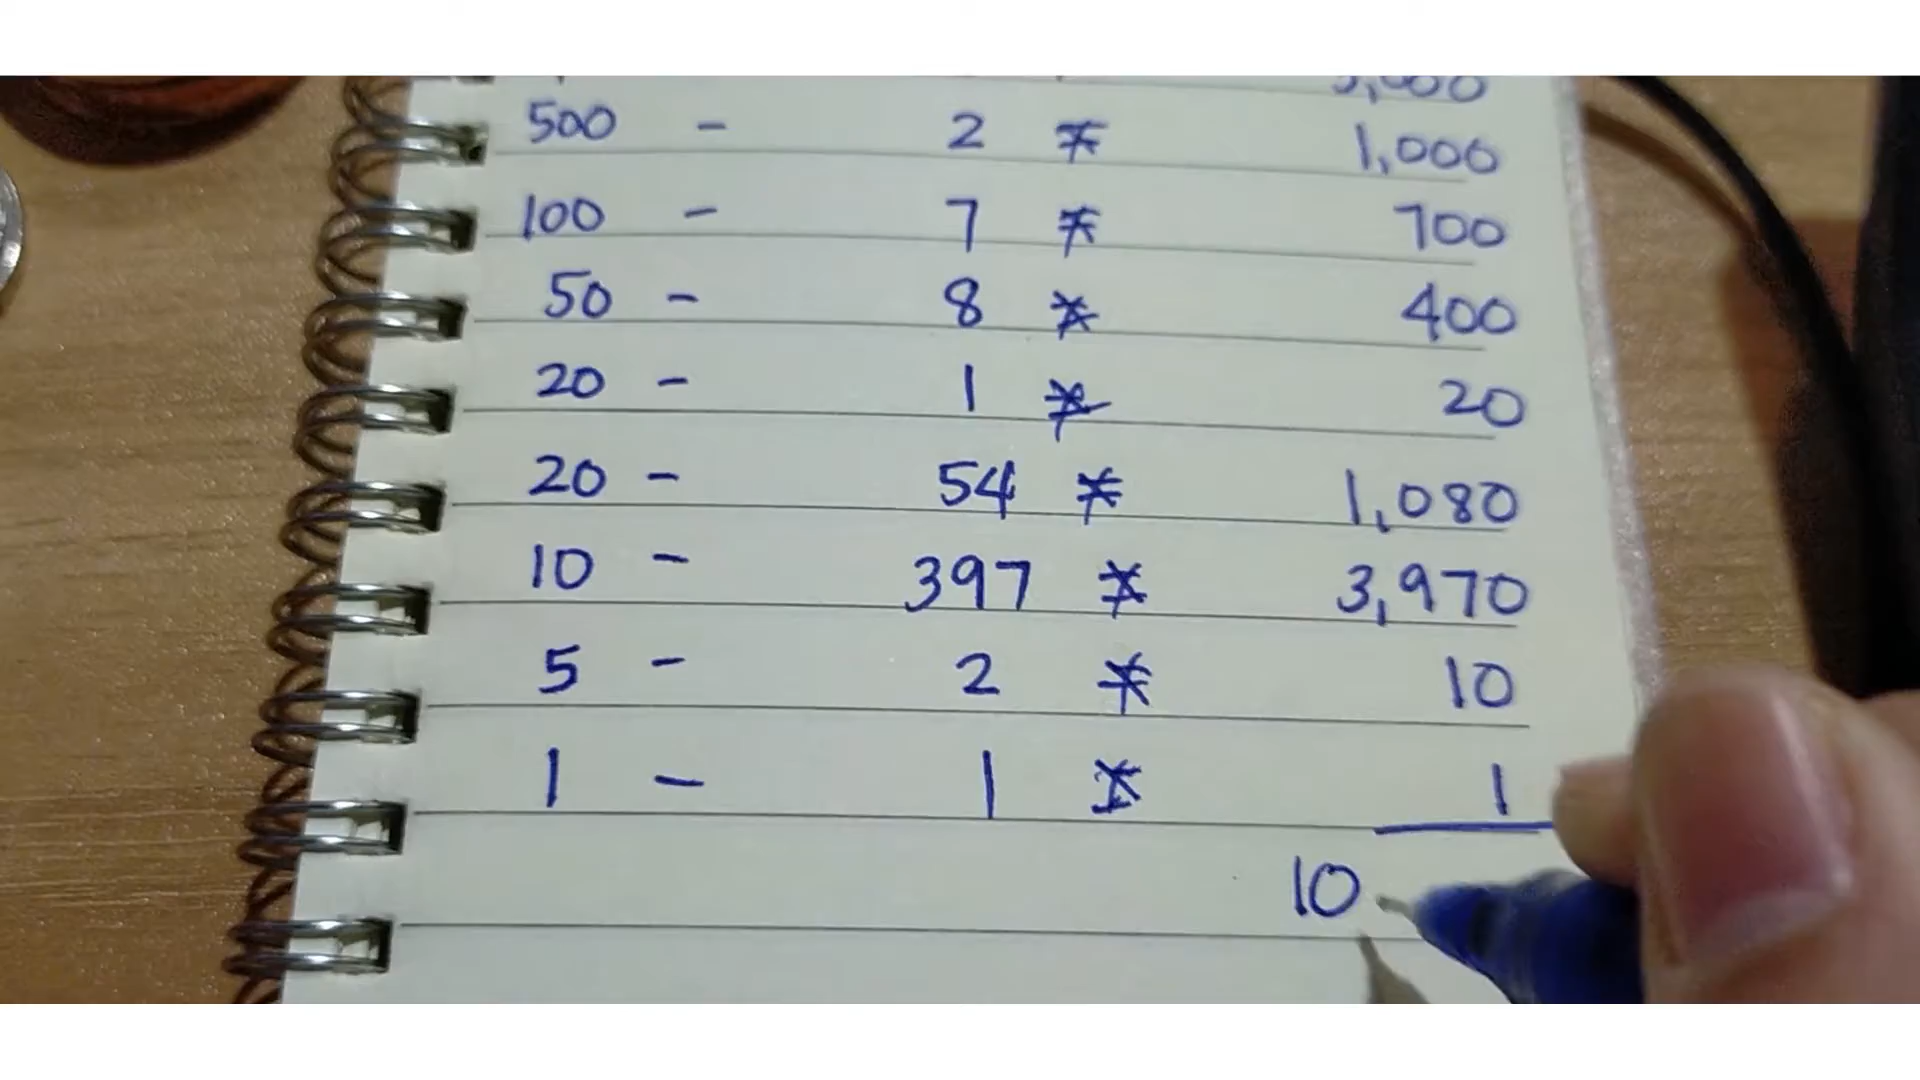 500 - 2 * 1,000
100 - 7 * 700
50 - 8 * 400
20 - 1 * 20
20 - 54 * 1,080
10 - 397 * 3,970
5 - 2 * 10
1 - 1 * 1
10